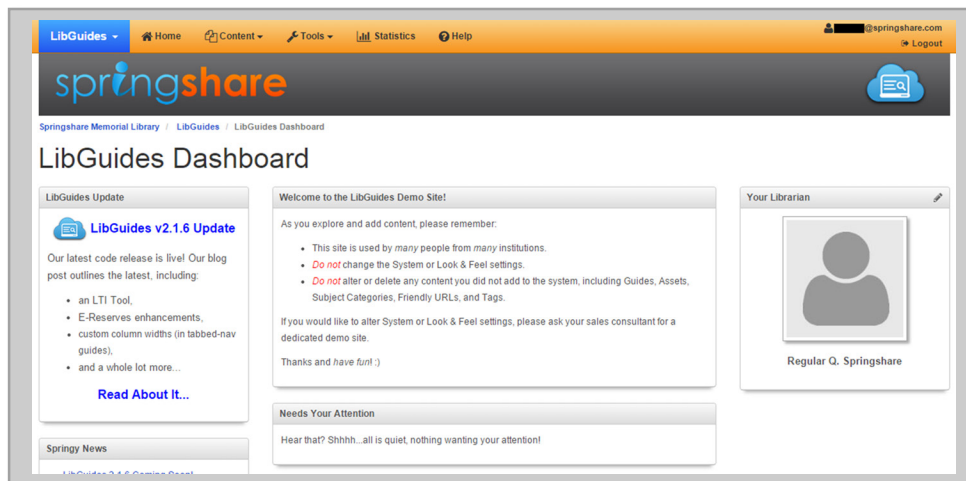 LibGuides
Home
Content
Tools
Statistics
Help
@springshare.com
Logout
springshare
Springshare Memorial Library / LibGuides / LibGuides Dashboard
LibGuides Dashboard
LibGuides Update
LibGuides v2.1.6 Update
Our latest code release is live! Our blog
post outlines the latest, including:
• an LTI Tool,
• E-Reserves enhancements,
• custom column widths (in tabbed-nav
guides),
• and a whole lot more...
Read About It...
Springy News
LibGuides 2.1.6 Coming Soon!
Welcome to the LibGuides Demo Site!
As you explore and add content, please remember:
• This site is used by many people from many institutions.
• Do not change the System or Look & Feel settings.
• Do not alter or delete any content you did not add to the system, including Guides, Assets,
Subject Categories, Friendly URLs, and Tags.
If you would like to alter System or Look & Feel settings, please ask your sales consultant for a
dedicated demo site.
Thanks and have fun! :)
Needs Your Attention
Hear that? Shhhh...all is quiet, nothing wanting your attention!
Your Librarian
Regular Q. Springshare